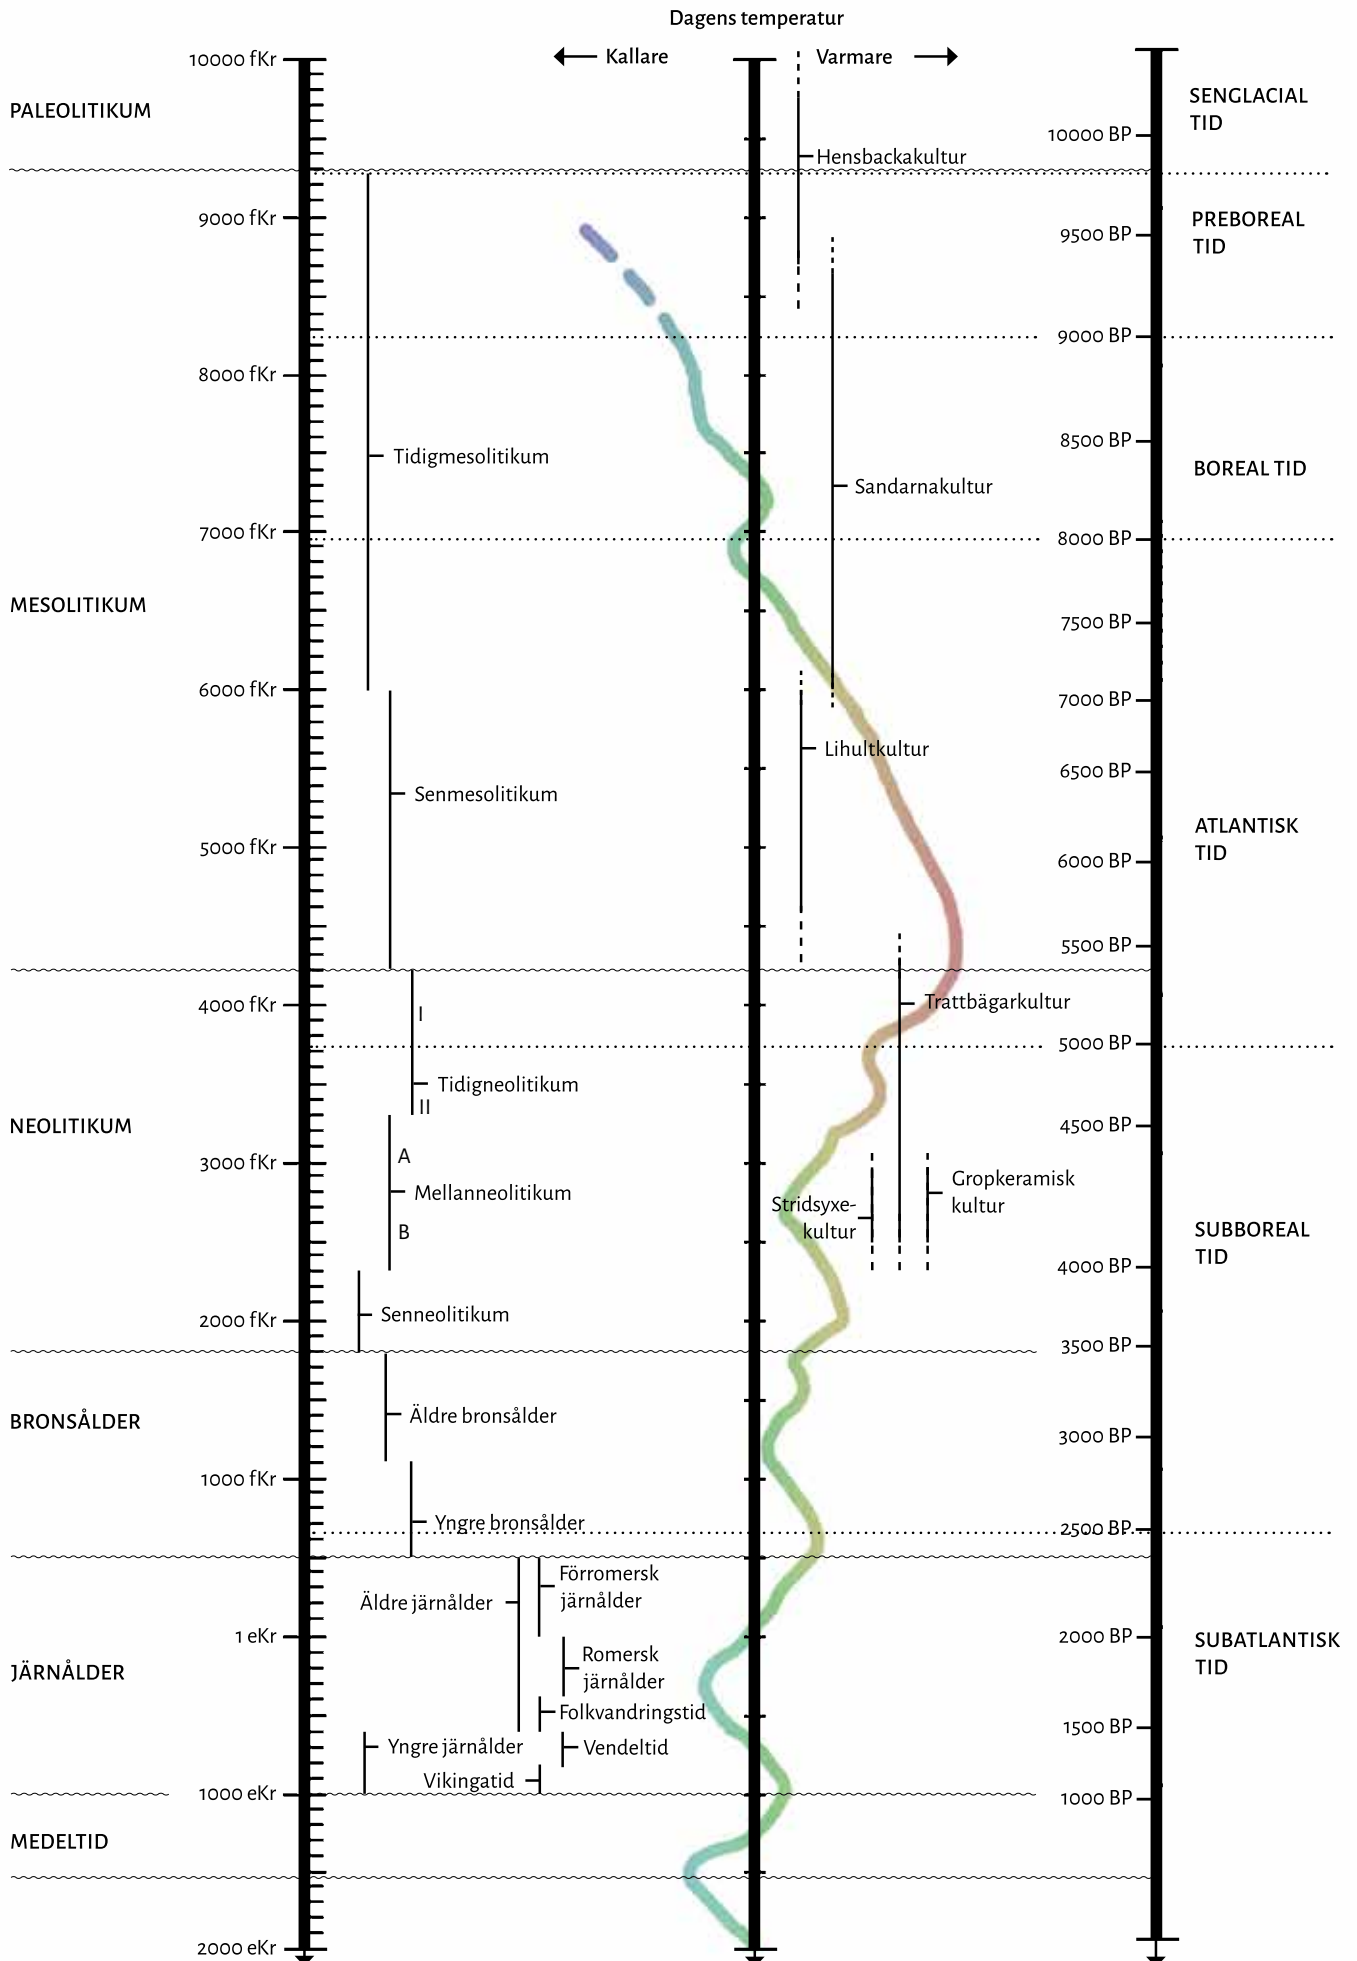 Dagens temperatur
Kallare
Varmare
10000 fKr
9000 fKr
8000 fKr
7000 fKr
6000 fKr
5000 fKr
4000 fKr
3000 fKr
2000 fKr
1000 fKr
1 eKr
1000 eKr
2000 eKr
PALEOLITIKUM
MESOLITIKUM
NEOLITIKUM
BRONSÅLDER
JÄRNÅLDER
MEDELTID
Tidigmesolitikum
Senmesolitikum
I
Tidigneolitikum
II
A
Mellanneolitikum
B
Senneolitikum
Äldre bronsålder
Yngre bronsålder
Äldre järnålder
Förromersk
järnålder
Romersk
järnålder
Folkvandringstid
Yngre järnålder
Vendeltid
Vikingatid
Hensbackakultur
Sandarnakultur
Lihultkultur
Trattbägarkultur
Stridsyxe-
kultur
Gropkeramisk
kultur
10000 BP
9500 BP
9000 BP
8500 BP
8000 BP
7500 BP
7000 BP
6500 BP
6000 BP
5500 BP
5000 BP
4500 BP
4000 BP
3500 BP
3000 BP
2500 BP
2000 BP
1500 BP
1000 BP
SENGLACIAL
TID
PREBOREAL
TID
BOREAL TID
ATLANTISK
TID
SUBBOREAL
TID
SUBATLANTISK
TID